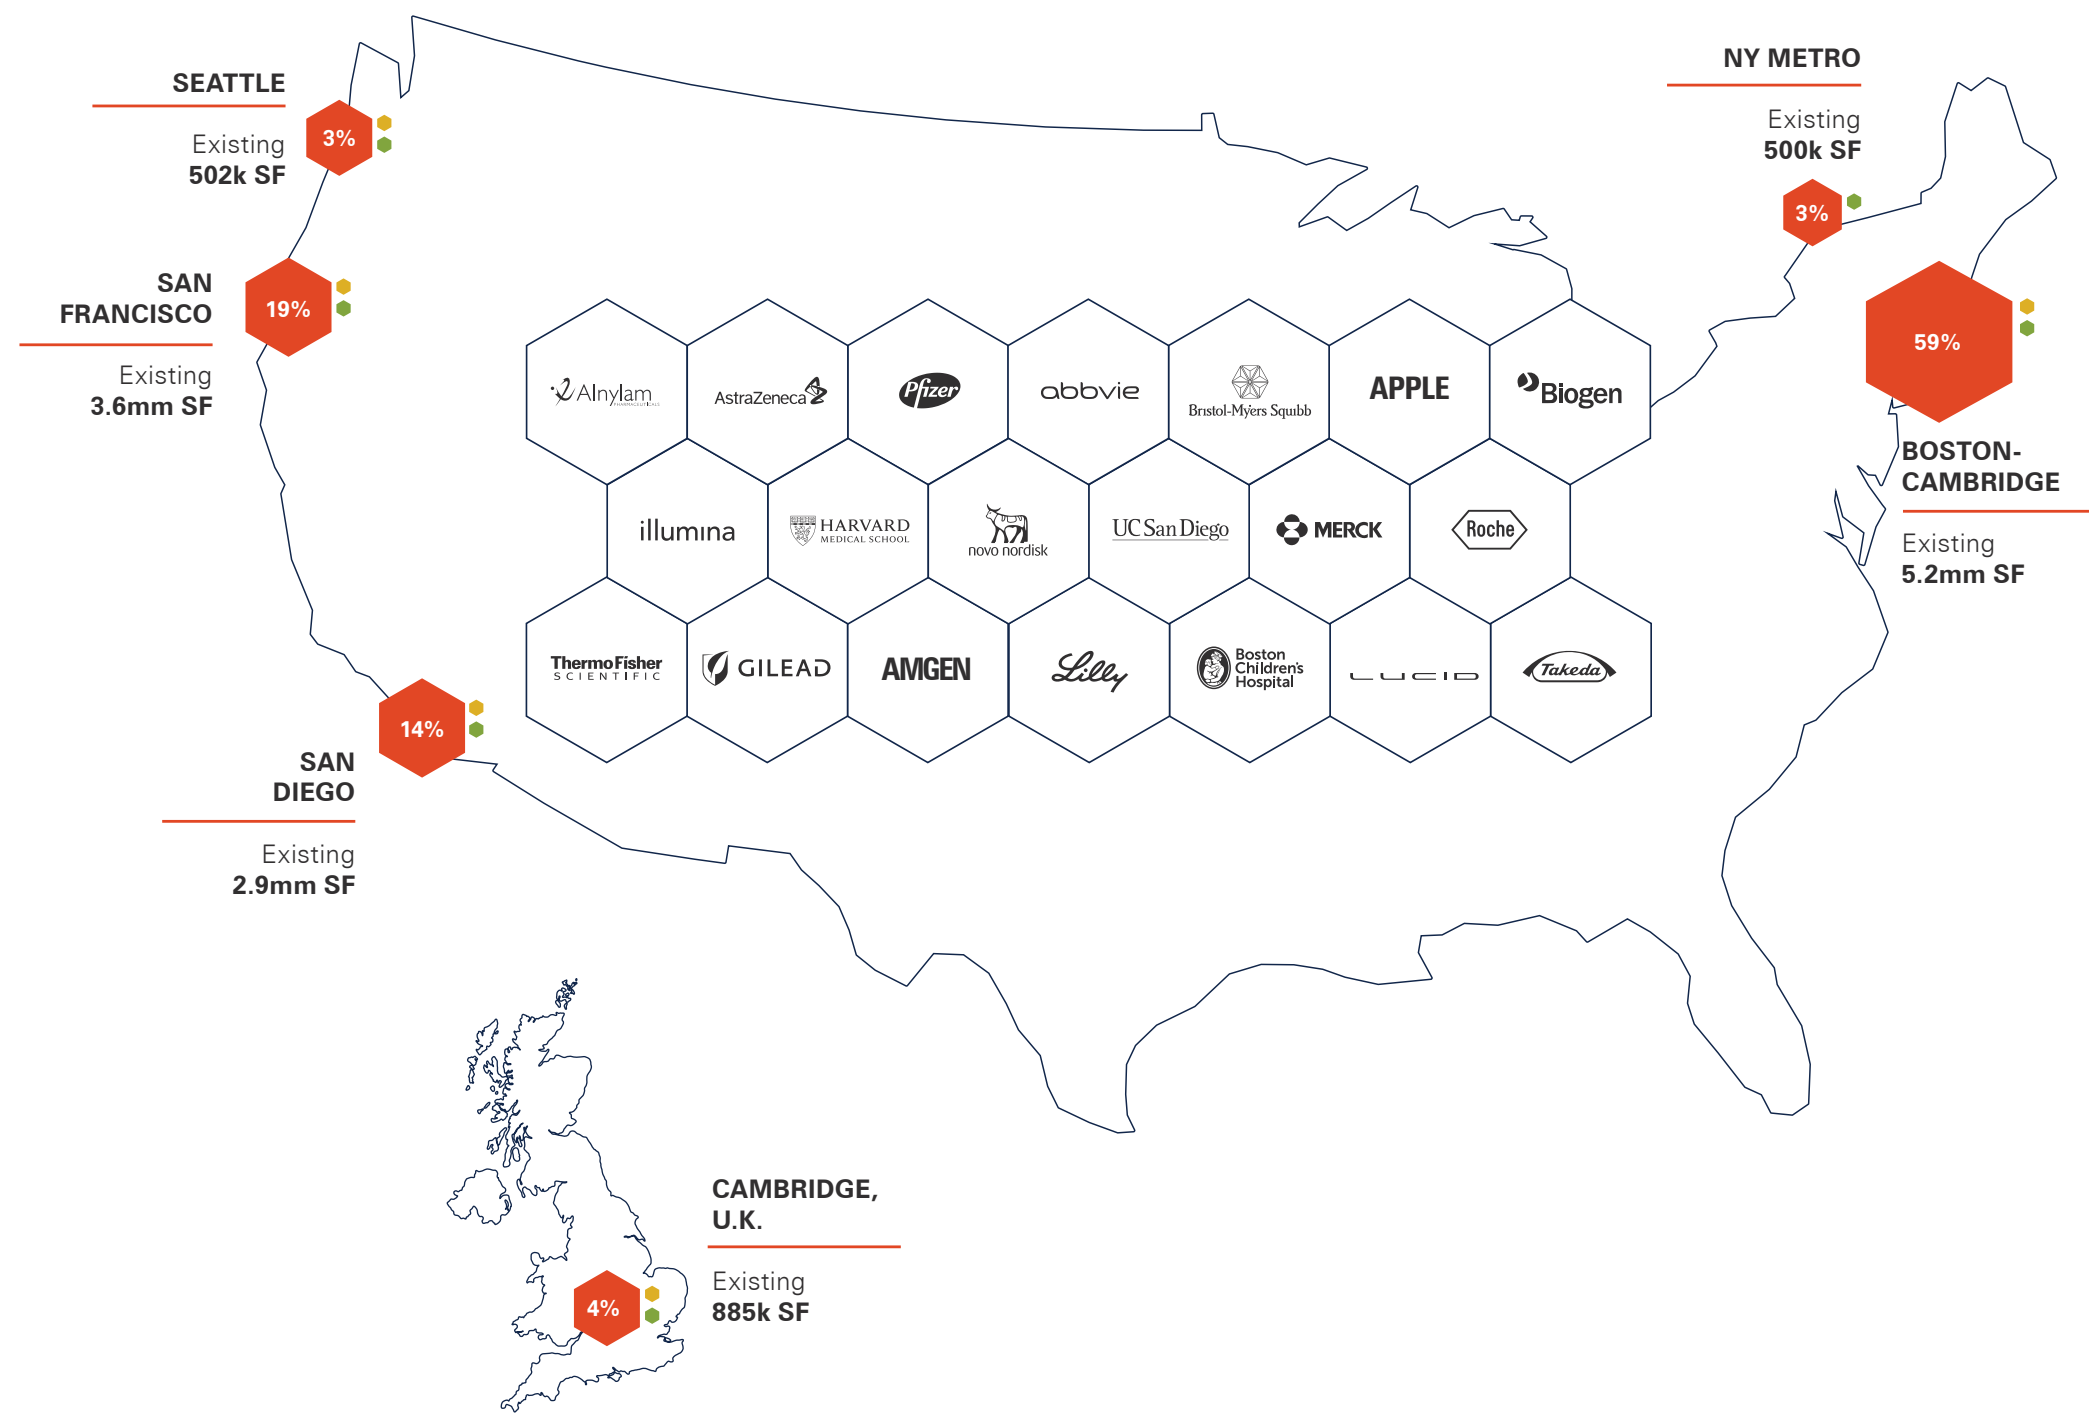 SEATTLE
Existing
502k SF
3%
SAN
FRANCISCO
Existing
3.6mm SF
19%
SAN
DIEGO
Existing
2.9mm SF
14%
NY METRO
Existing
500k SF
3%
59%
BOSTON-
CAMBRIDGE
Existing
5.2mm SF
Alnylam
PHARMACEUTICALS
AstraZeneca
Pfizer
abbvie
Bristol-Myers Squibb
APPLE
Biogen
illumina
HARVARD
MEDICAL SCHOOL
novo nordisk
UC San Diego
MERCK
Roche
ThermoFisher
SCIENTIFIC
GILEAD
AMGEN
Lilly
Boston
Children's
Hospital
LUCID
Takeda
CAMBRIDGE,
U.K.
Existing
885k SF
4%